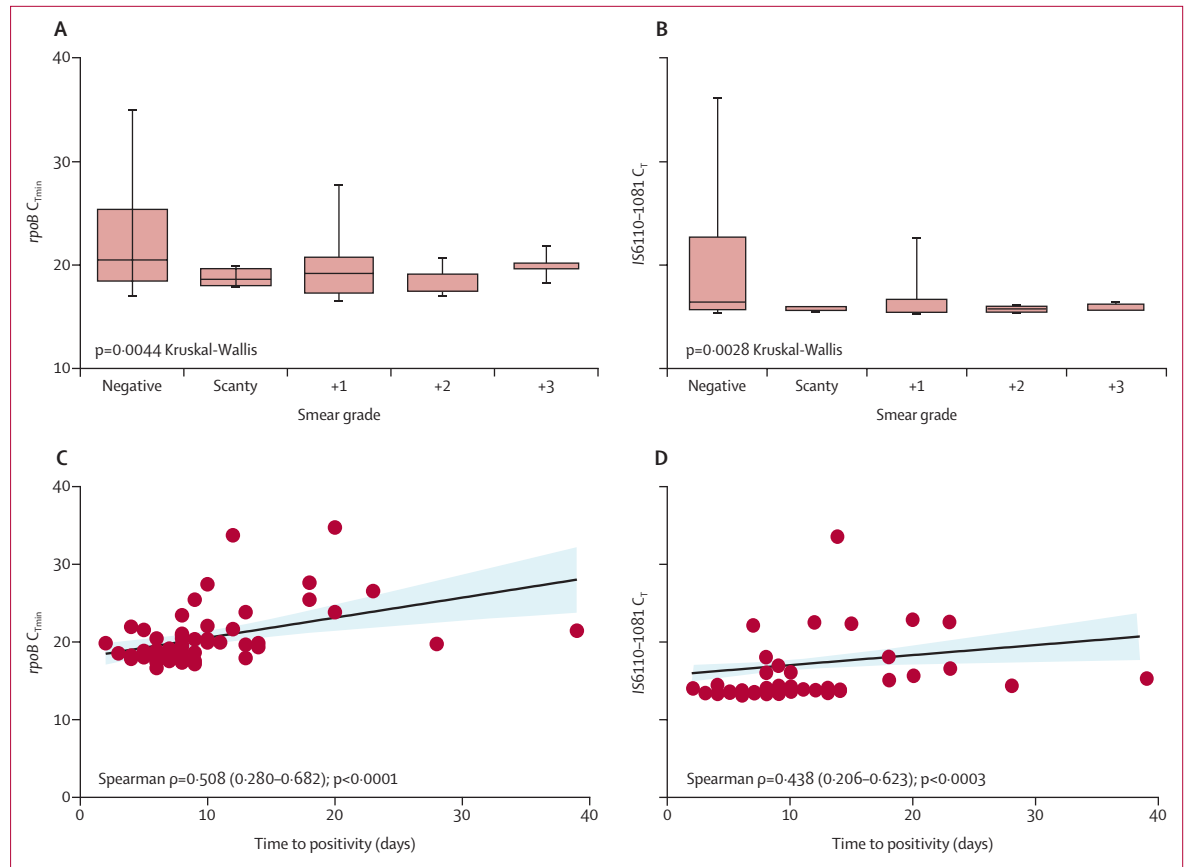 A
B
40
30
20
10
rpoB CTmin
IS6110–1081 CT
p=0·0044 Kruskal-Wallis
p=0·0028 Kruskal-Wallis
Negative Scanty +1 +2 +3
Negative Scanty +1 +2 +3
Smear grade
Smear grade
C
D
40
30
20
10
0
rpoB CTmin
IS6110–1081 CT
Spearman ρ=0·508 (0·280–0·682); p<0·0001
Spearman ρ=0·438 (0·206–0·623); p<0·0003
0 10 20 30 40
0 10 20 30 40
Time to positivity (days)
Time to positivity (days)